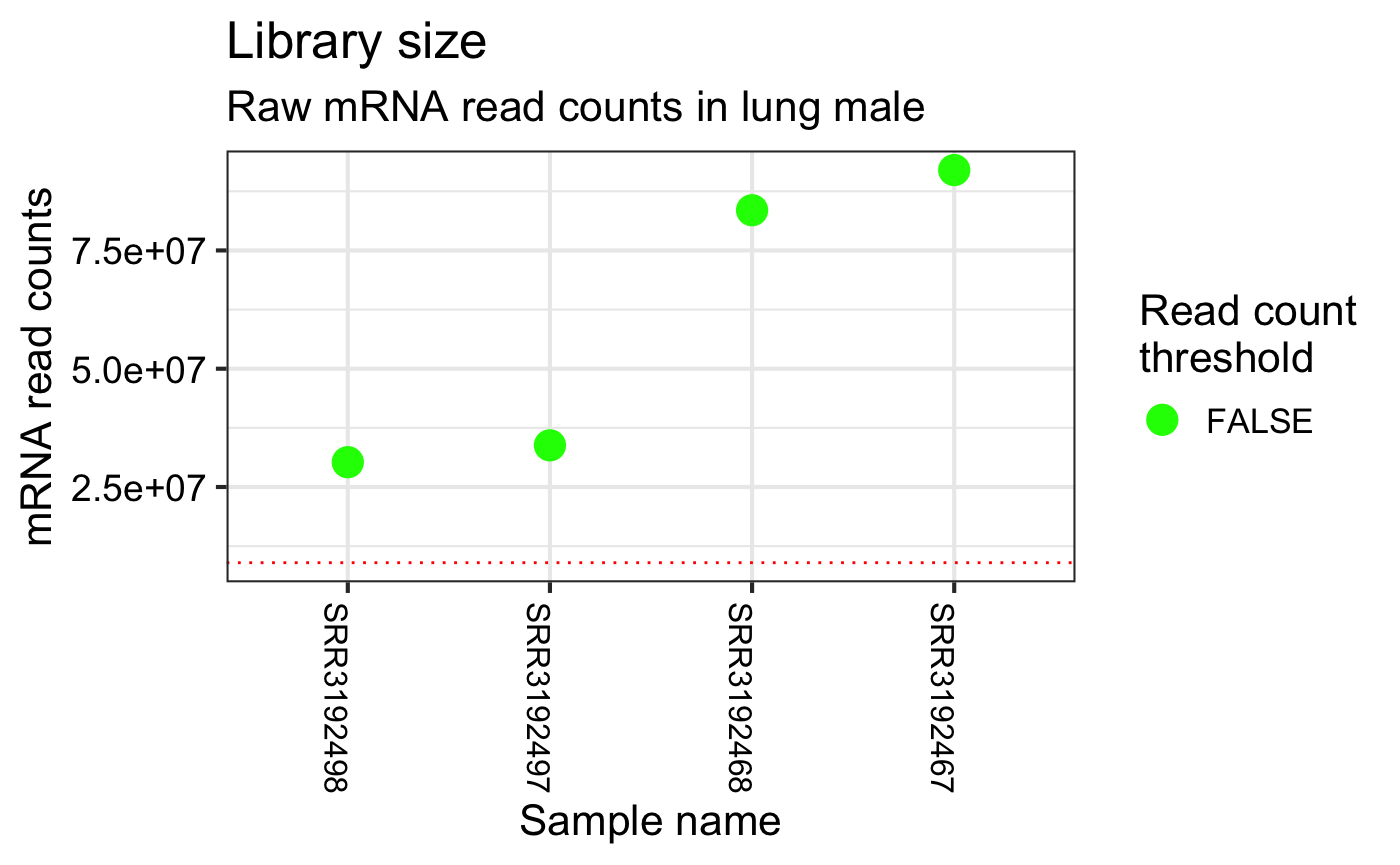 Library size
Raw mRNA read counts in lung male
mRNA read counts
7.5e+07
5.0e+07
2.5e+07
SRR3192498
SRR3192497
SRR3192468
SRR3192467
Sample name
Read count
threshold
FALSE